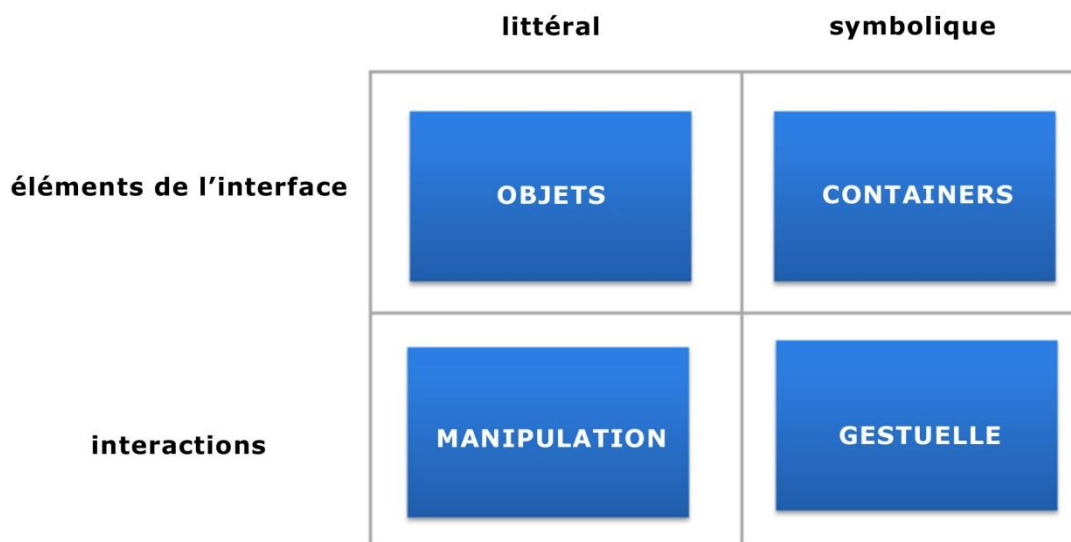 littéral symbolique
éléments de l'interface OBJETS CONTAINERS
interactions MANIPULATION GESTUELLE